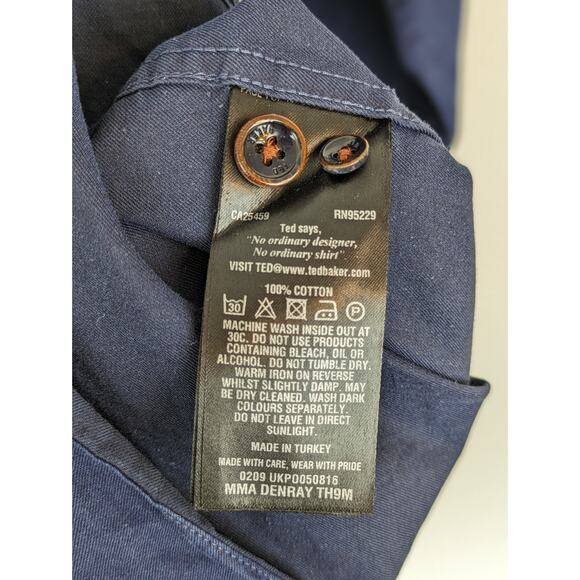 CA25459 RN95229
Ted says,
"No ordinary designer,
No ordinary shirt"
VISIT TED@www.tedbaker.com
100% COTTON
30 P
MACHINE WASH INSIDE OUT AT
30C. DO NOT USE PRODUCTS
CONTAINING BLEACH, OIL OR
ALCOHOL. DO NOT TUMBLE DRY.
WARM IRON ON REVERSE
WHILST SLIGHTLY DAMP. MAY
BE DRY CLEANED. WASH DARK
COLOURS SEPARATELY.
DO NOT LEAVE IN DIRECT
SUNLIGHT.
MADE IN TURKEY
MADE WITH CARE, WEAR WITH PRIDE
0209 UKPO050816
MMA DENRAY TH9M